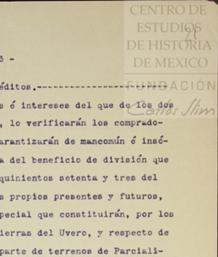 CENTRO DE
ESTUDIOS
DE HISTORIA
DE MEXICO
FUNDACIÓN
Carlos Slim
3 -
éditos.
s é intereses del que de los dos
, lo verificarán los comprado-
arantizarán de mancomún é insó-
a del beneficio de división que
quinientos setenta y tres del
s propios presentes y futuros,
pecial que constituirán, por los
ierras del Uvero, y respecto de
parte de terrenos de Parciali-